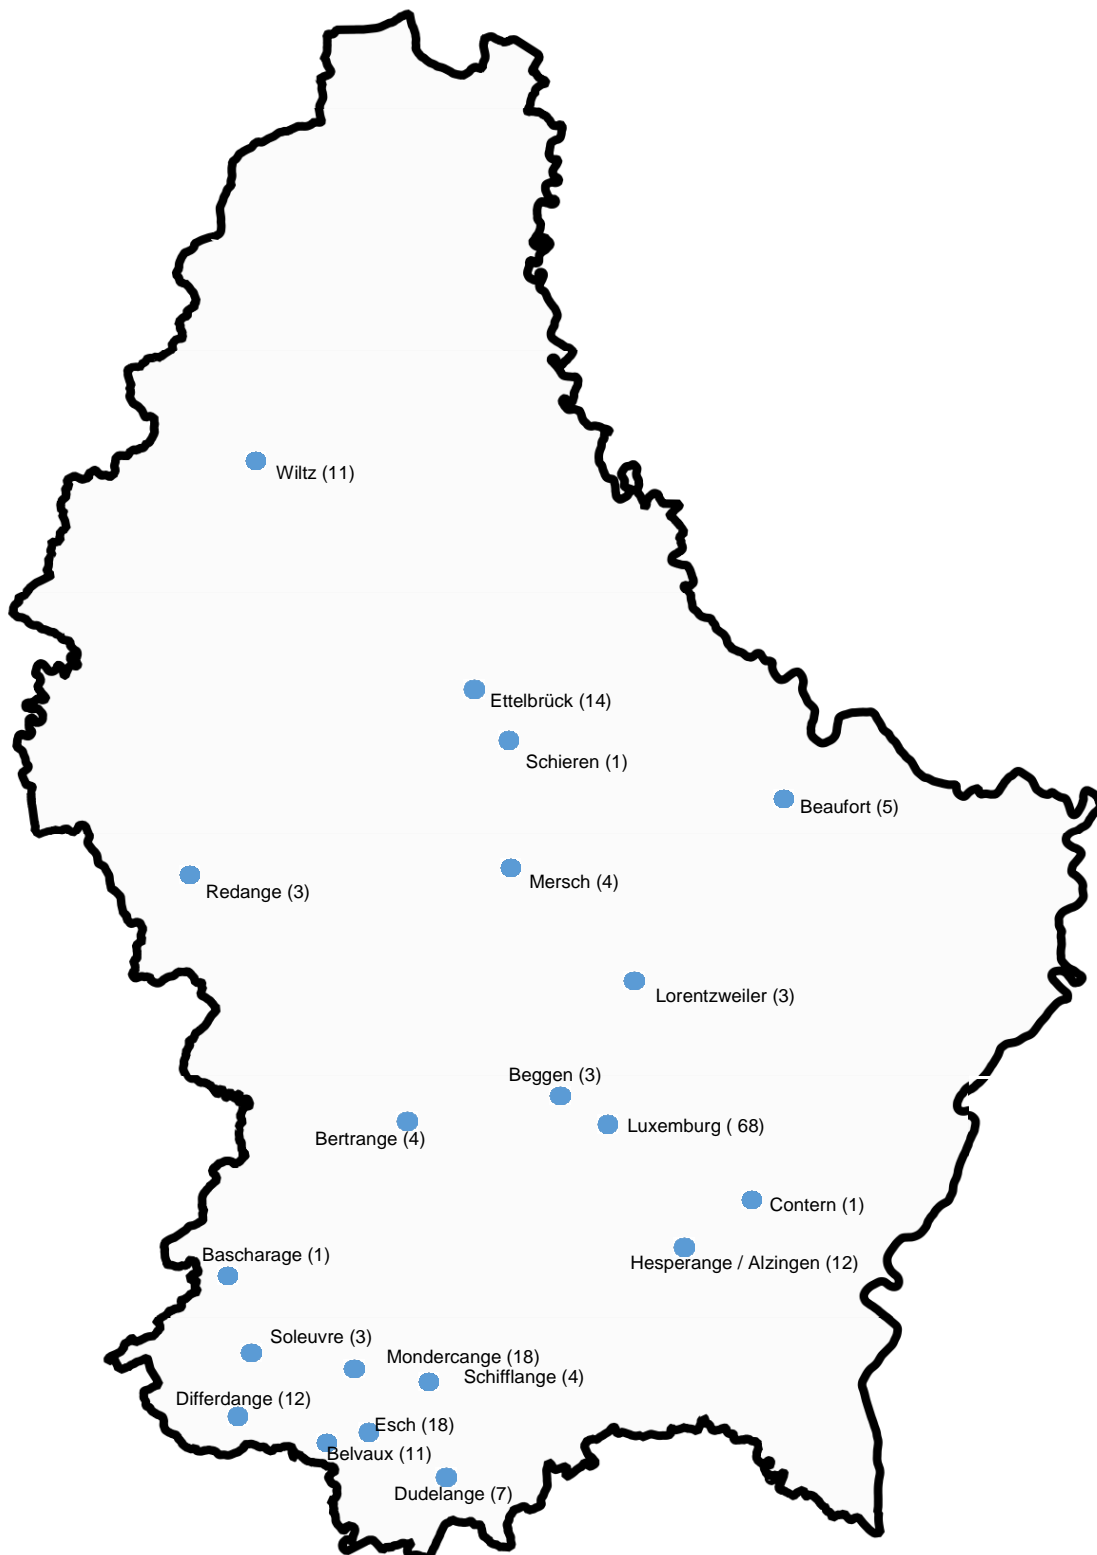 Wiltz (11)
Ettelbrück (14)
Schieren (1)
Beaufort (5)
Mersch (4)
Redange (3)
Lorentzweiler (3)
Beggen (3)
Luxemburg ( 68)
Bertrange (4)
Contern (1)
Bascharage (1)
Hesperange / Alzingen (12)
Soleuvre (3)
Mondercange (18)
Schifflange (4)
Differdange (12)
Esch (18)
Belvaux (11)
Dudelange (7)